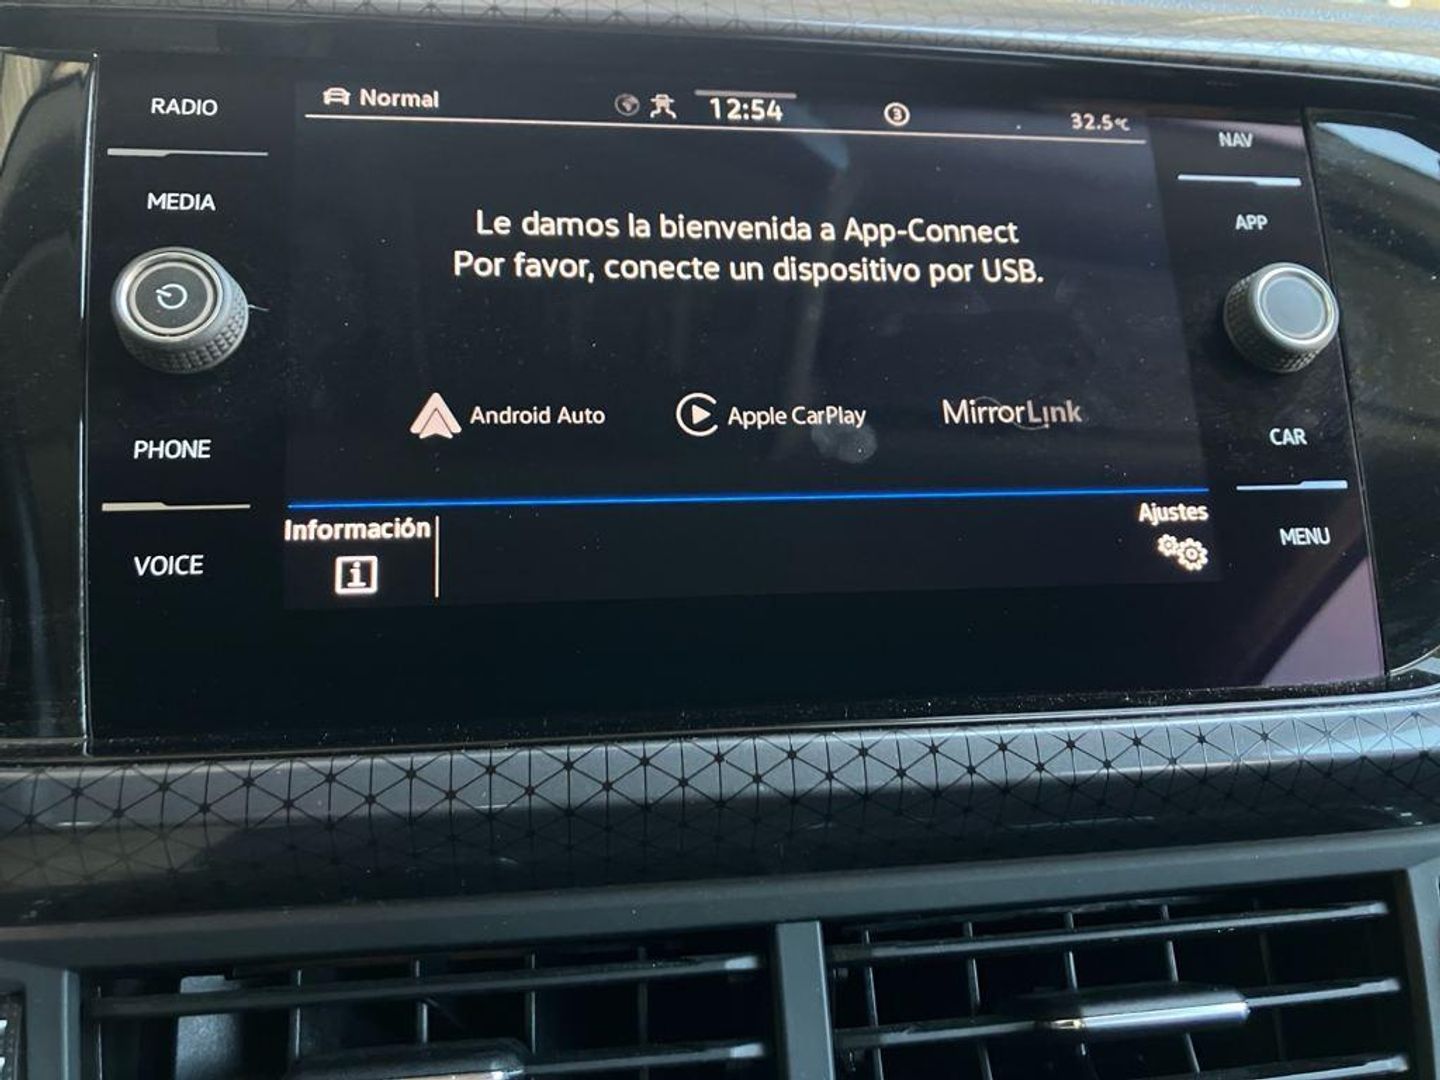 RADIO
MEDIA
PHONE
VOICE
Normal 12:54 3 32.5°C
Le damos la bienvenida a App-Connect
Por favor, conecte un dispositivo por USB.
Android Auto Apple CarPlay MirrorLink
Información Ajustes
i
NAV
APP
CAR
MENU